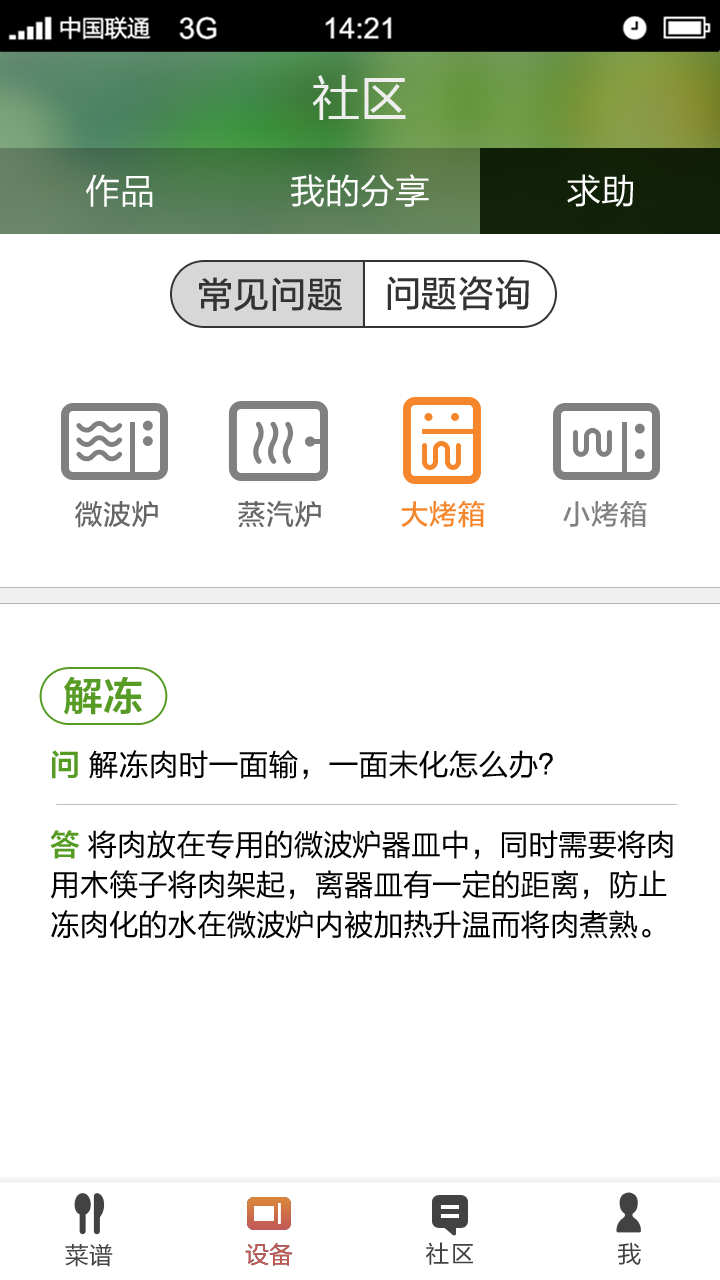 中国联通 3G 14:21
社区
作品 我的分享 求助
常见问题 问题咨询
微波炉 蒸汽炉 大烤箱 小烤箱
解冻
问 解冻肉时一面输，一面未化怎么办?
答 将肉放在专用的微波炉器皿中，同时需要将肉
用木筷子将肉架起，离器皿有一定的距离，防止
冻肉化的水在微波炉内被加热升温而将肉煮熟。
菜谱 设备 社区 我